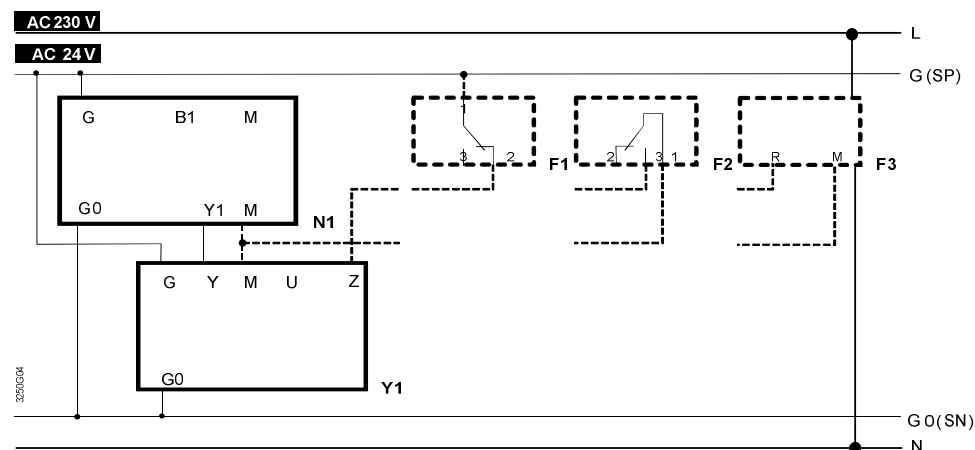 AC 230 V
L
AC 24 V
G (SP)
G B1 M
1
3 2
F1
2 3 1
F2
R M
F3
G0 Y1 M
N1
G Y M U Z
G0
Y1
3250G04
G 0(SN)
N